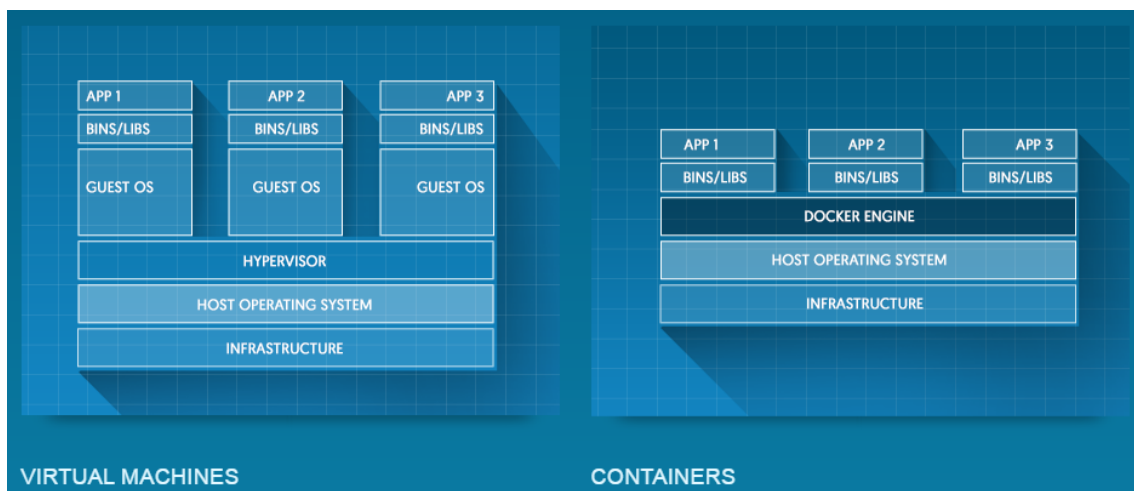 APP 1 APP 2 APP 3
BINS/LIBS BINS/LIBS BINS/LIBS
GUEST OS GUEST OS GUEST OS
HYPERVISOR
HOST OPERATING SYSTEM
INFRASTRUCTURE
VIRTUAL MACHINES
APP 1 APP 2 APP 3
BINS/LIBS BINS/LIBS BINS/LIBS
DOCKER ENGINE
HOST OPERATING SYSTEM
INFRASTRUCTURE
CONTAINERS